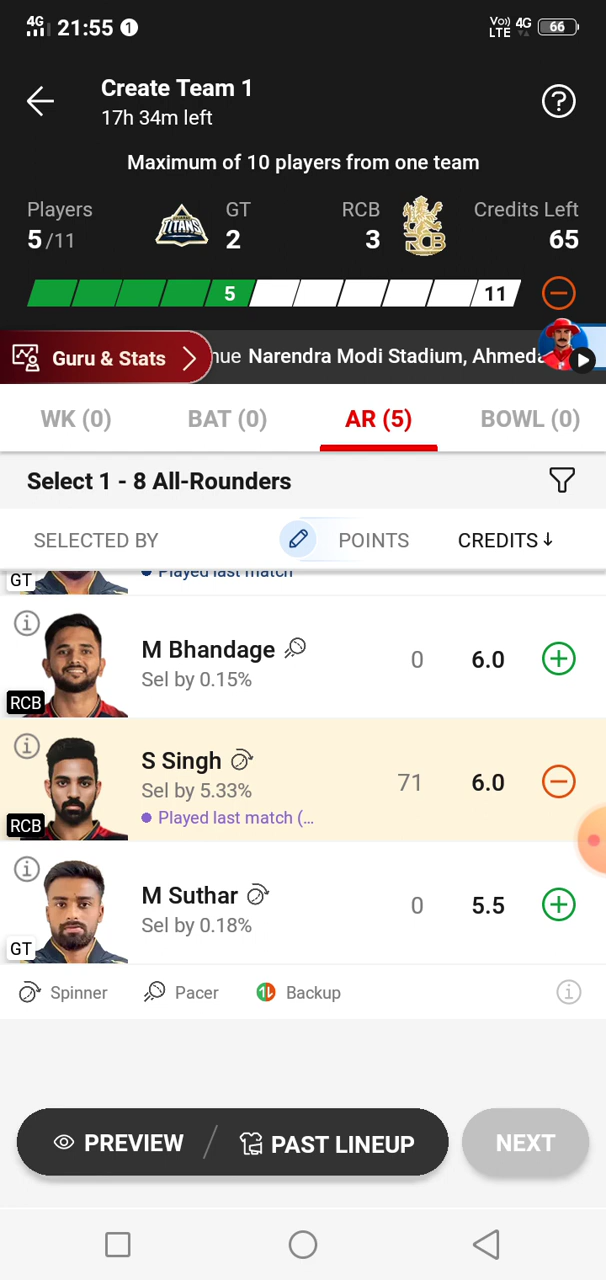 4G 21:55 1 Vo) LTE 4G 66
Create Team 1
17h 34m left
?
Maximum of 10 players from one team
Players GT RCB Credits Left
5/11 TITANS 2 3 RCB 65
5 11
Guru & Stats nue Narendra Modi Stadium, Ahmeda
WK (0) BAT (0) AR (5) BOWL (0)
Select 1 - 8 All-Rounders
SELECTED BY POINTS CREDITS↓
GT Played last match
M Bhandage 0 6.0
Sel by 0.15%
RCB
S Singh 71 6.0
Sel by 5.33%
RCB Played last match (...
M Suthar 0 5.5
Sel by 0.18%
GT
Spinner Pacer Backup
PREVIEW / PAST LINEUP NEXT